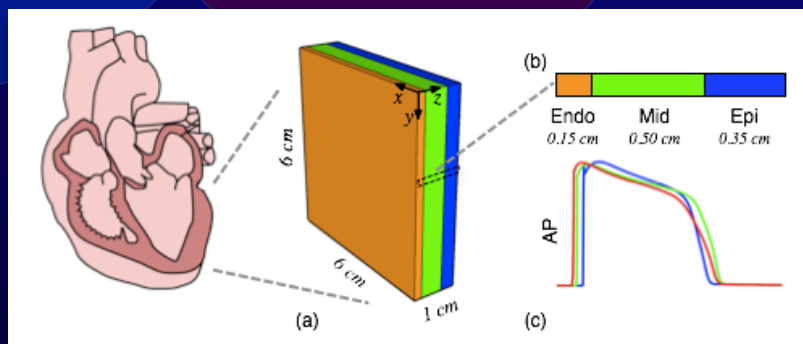 x
z
y
6 cm
6 cm
1 cm
(a)
(b)
Endo Mid Epi
0.15 cm 0.50 cm 0.35 cm
AP
(c)